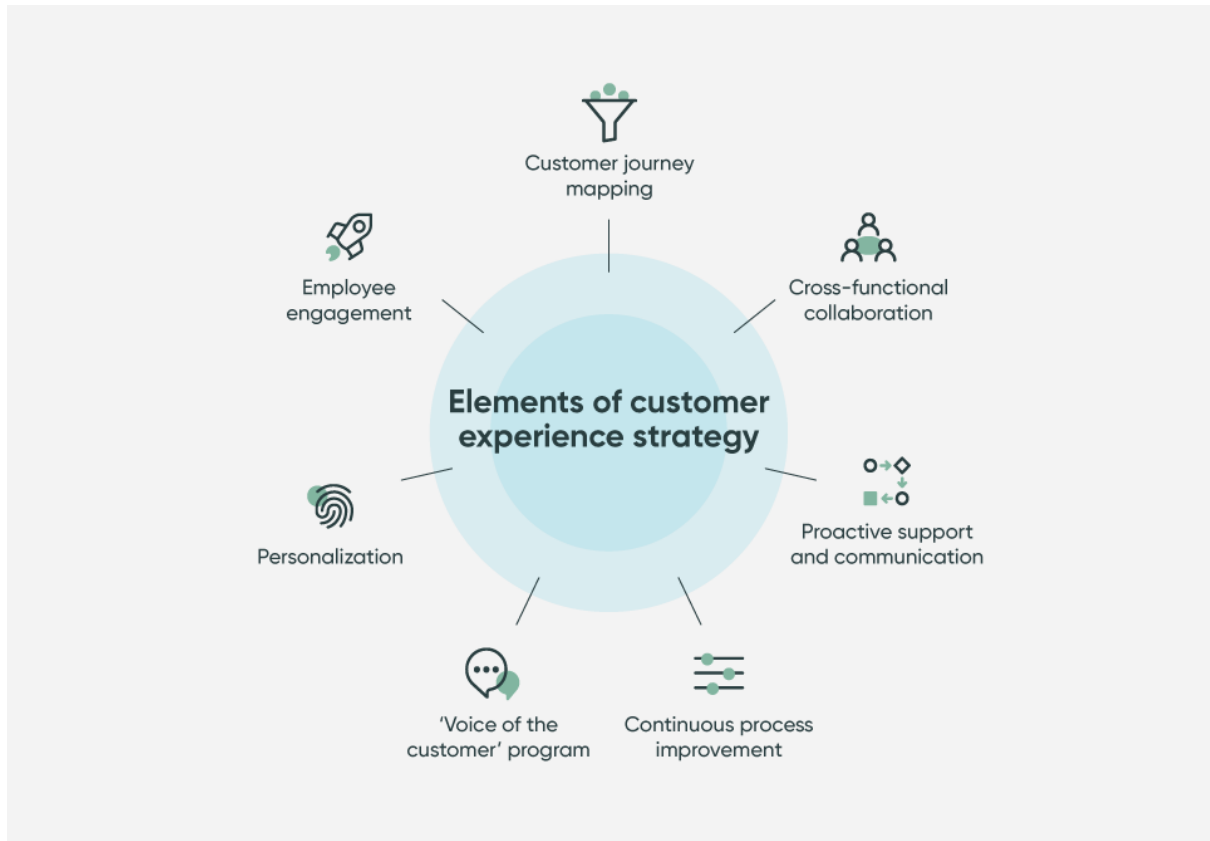 Customer journey
mapping
Employee
engagement
Cross-functional
collaboration
Elements of customer
experience strategy
Personalization
Proactive support
and communication
‘Voice of the
customer’ program
Continuous process
improvement